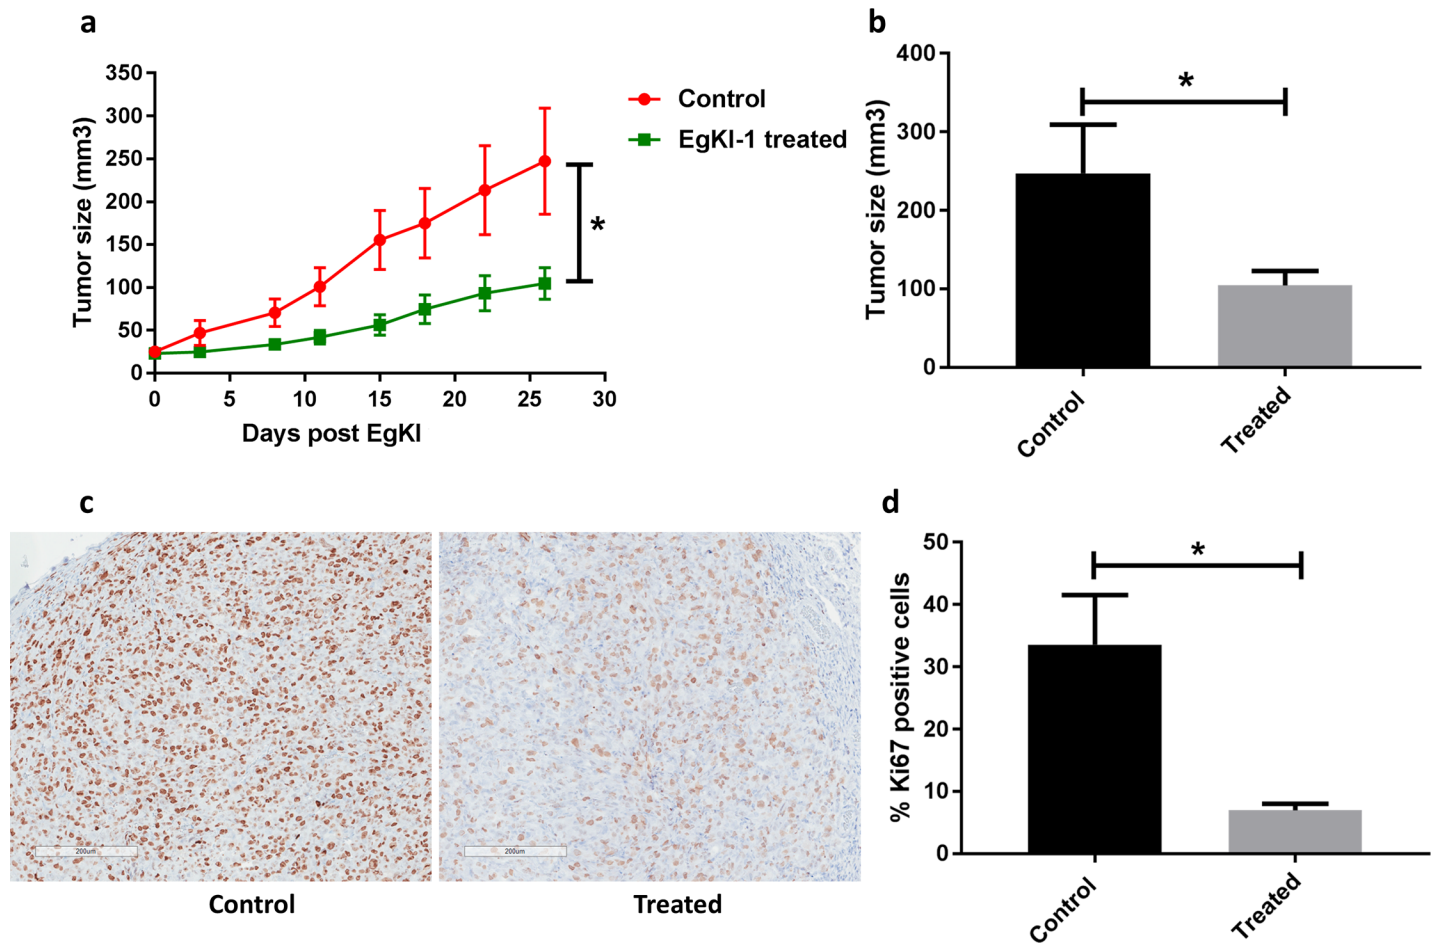 a
350
300
250
200
150
100
50
0
Tumor size (mm3)
0 5 10 15 20 25 30
Days post EgKI
*
Control
EgKI-1 treated
b
400
300
200
100
0
Tumor size (mm3)
*
Control
Treated
c
200um
200um
Control
Treated
d
50
40
30
20
10
0
% Ki67 positive cells
*
Control
Treated